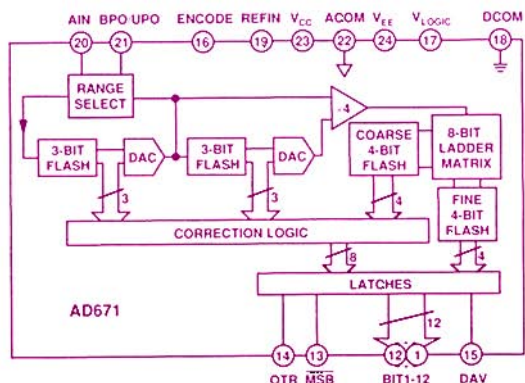 AIN BPO/UPO ENCODE REFIN VCC ACOM VEE VLOGIC DCOM
20 21 16 19 23 22 24 17 18
RANGE
SELECT
-4
3-BIT
FLASH
DAC
3-BIT
FLASH
DAC
COARSE
4-BIT
FLASH
8-BIT
LADDER
MATRIX
3
3
4
FINE
4-BIT
FLASH
CORRECTION LOGIC
8
4
LATCHES
AD671
12
14 13 12 1 15
OTR MSB BIT1-12 DAV